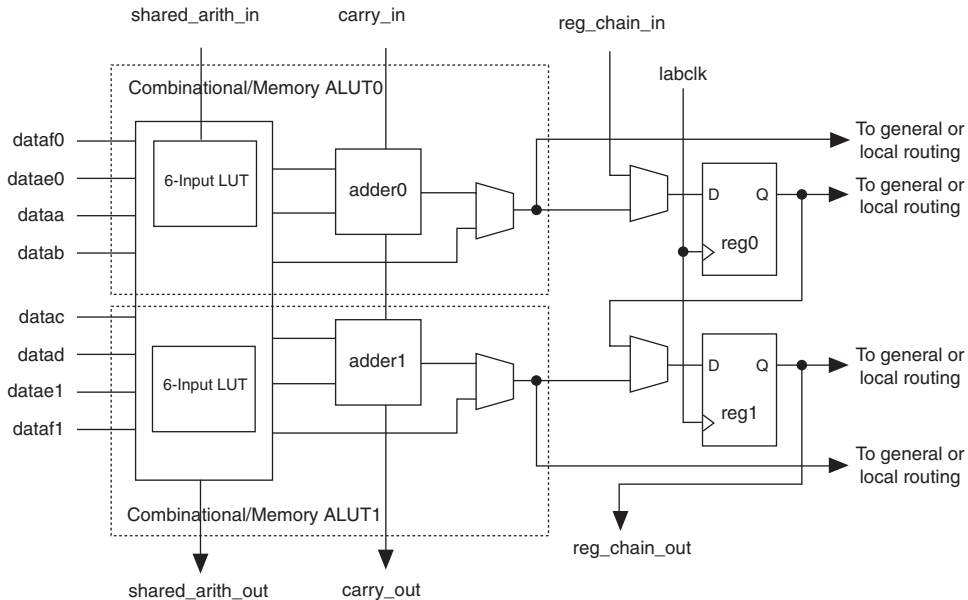 shared_arith_in
carry_in
reg_chain_in
labclk
Combinational/Memory ALUT0
dataf0
datae0
dataa
datab
6-Input LUT
adder0
D Q
reg0
To general or
local routing
To general or
local routing
datac
datad
datae1
dataf1
6-Input LUT
adder1
D Q
reg1
To general or
local routing
To general or
local routing
Combinational/Memory ALUT1
shared_arith_out
carry_out
reg_chain_out